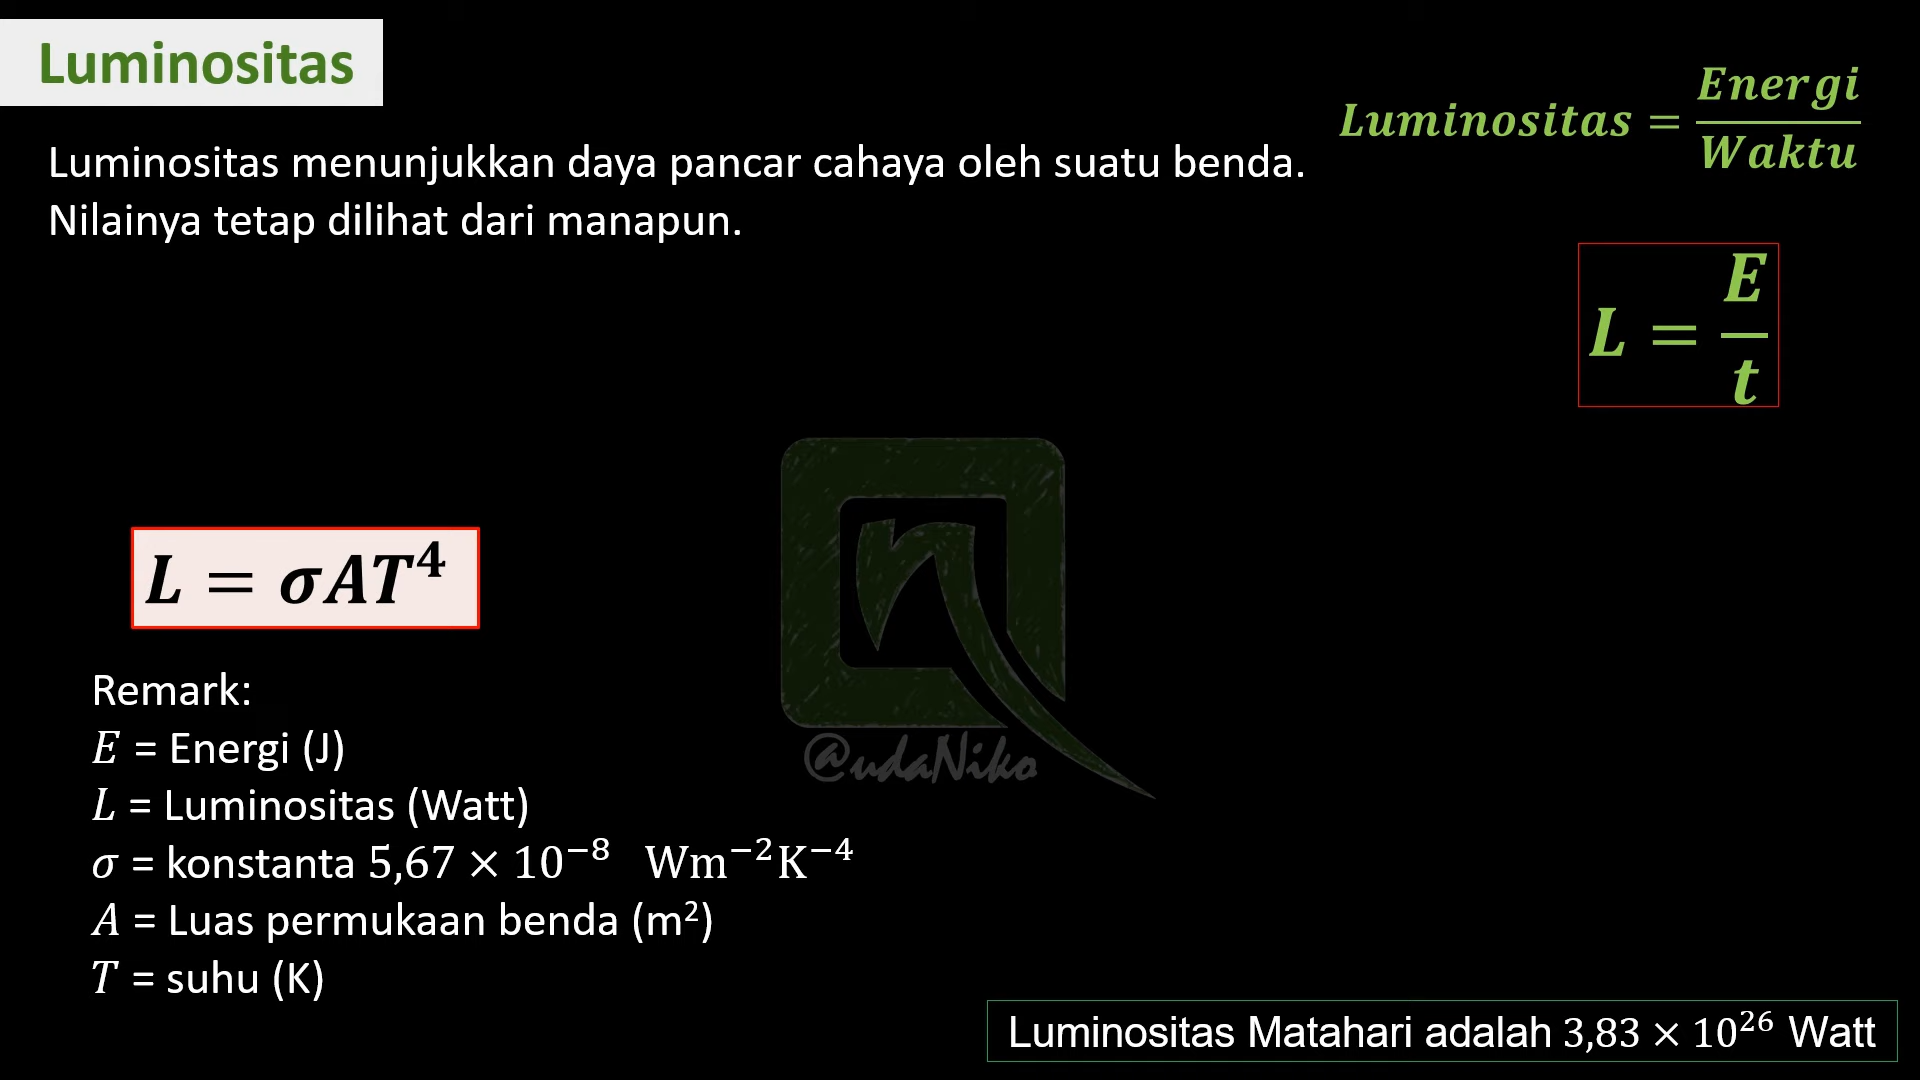 Luminositas
Luminositas = Energi / Waktu
Luminositas menunjukkan daya pancar cahaya oleh suatu benda.
Nilainya tetap dilihat dari manapun.
L = E / t
L = σAT⁴
@udaNiko
Remark:
E = Energi (J)
L = Luminositas (Watt)
σ = konstanta 5,67 × 10⁻⁸ Wm⁻²K⁻⁴
A = Luas permukaan benda (m²)
T = suhu (K)
Luminositas Matahari adalah 3,83 × 10²⁶ Watt